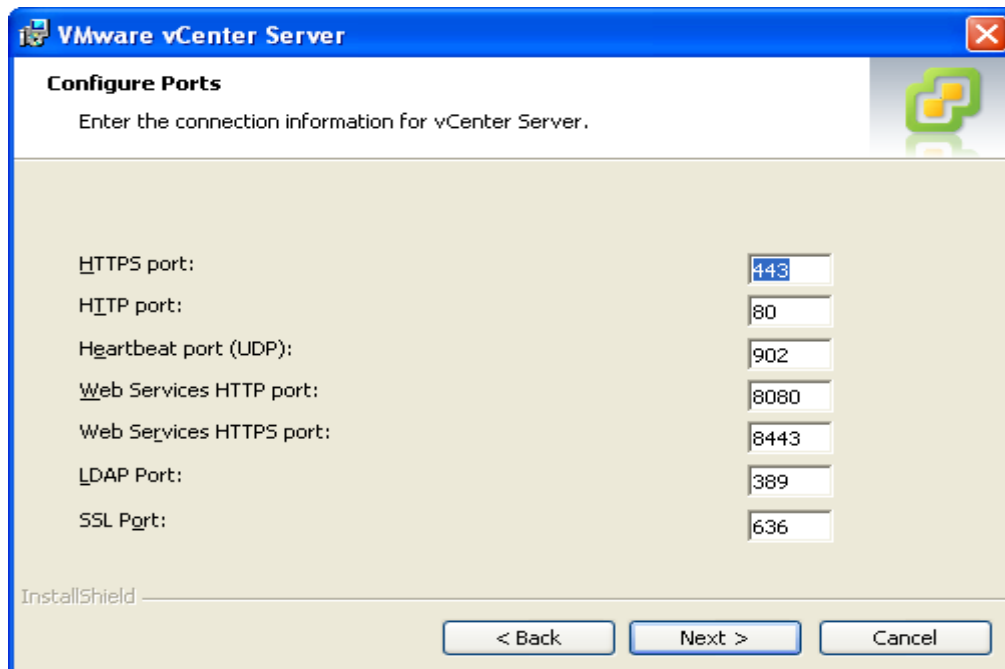 VMware vCenter Server
Configure Ports
Enter the connection information for vCenter Server.
HTTPS port: 443
HTTP port: 80
Heartbeat port (UDP): 902
Web Services HTTP port: 8080
Web Services HTTPS port: 8443
LDAP Port: 389
SSL Port: 636
InstallShield
< Back Next > Cancel